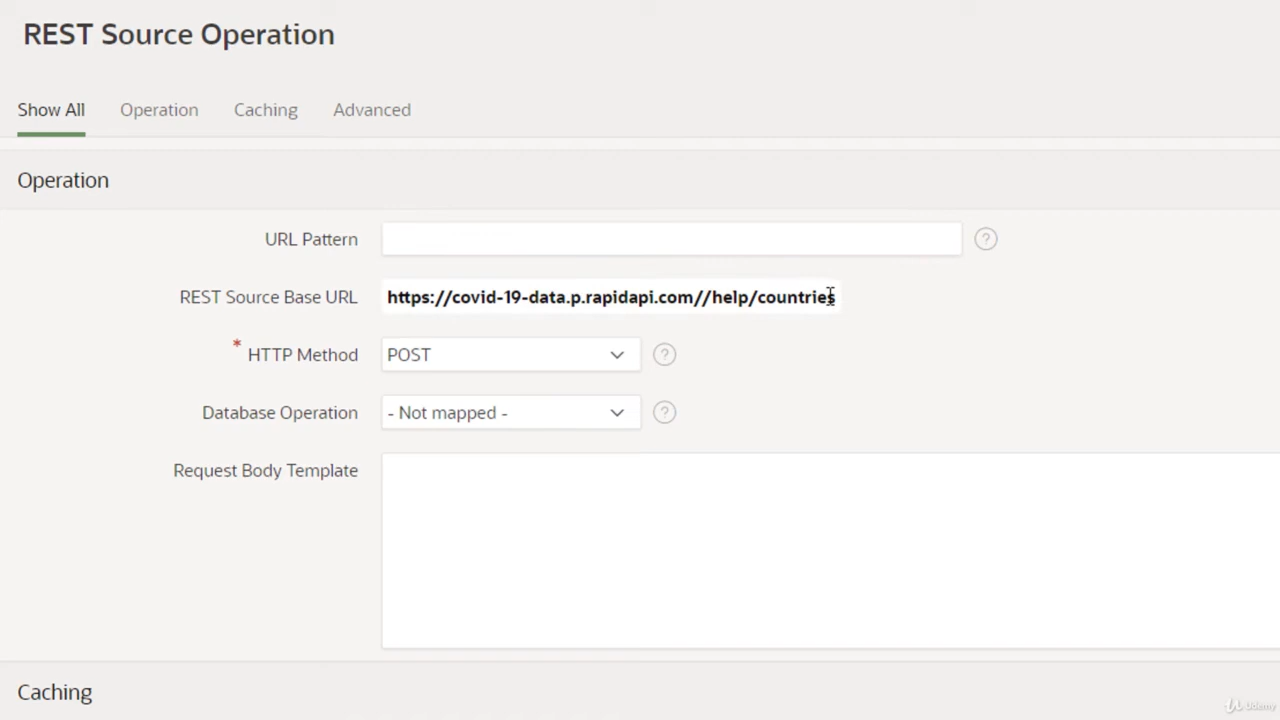 REST Source Operation
Show All Operation Caching Advanced
Operation
URL Pattern ?
REST Source Base URL https://covid-19-data.p.rapidapi.com//help/countries
* HTTP Method POST ?
Database Operation - Not mapped - ?
Request Body Template
Caching
Udemy